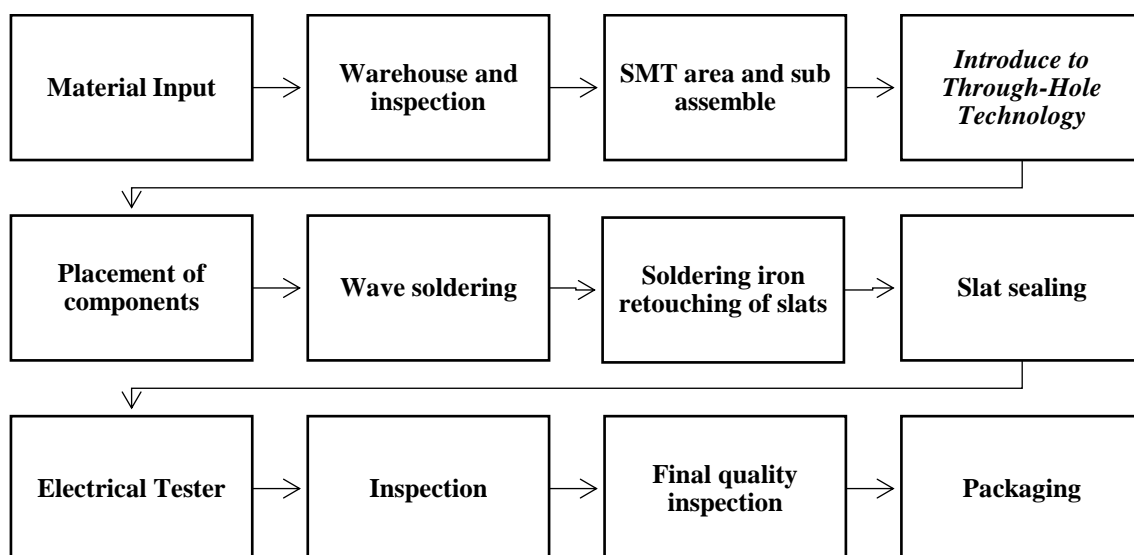 Material Input
Warehouse and
inspection
SMT area and sub
assemble
Introduce to
Through-Hole
Technology
Placement of
components
Wave soldering
Soldering iron
retouching of slats
Slat sealing
Electrical Tester
Inspection
Final quality
inspection
Packaging